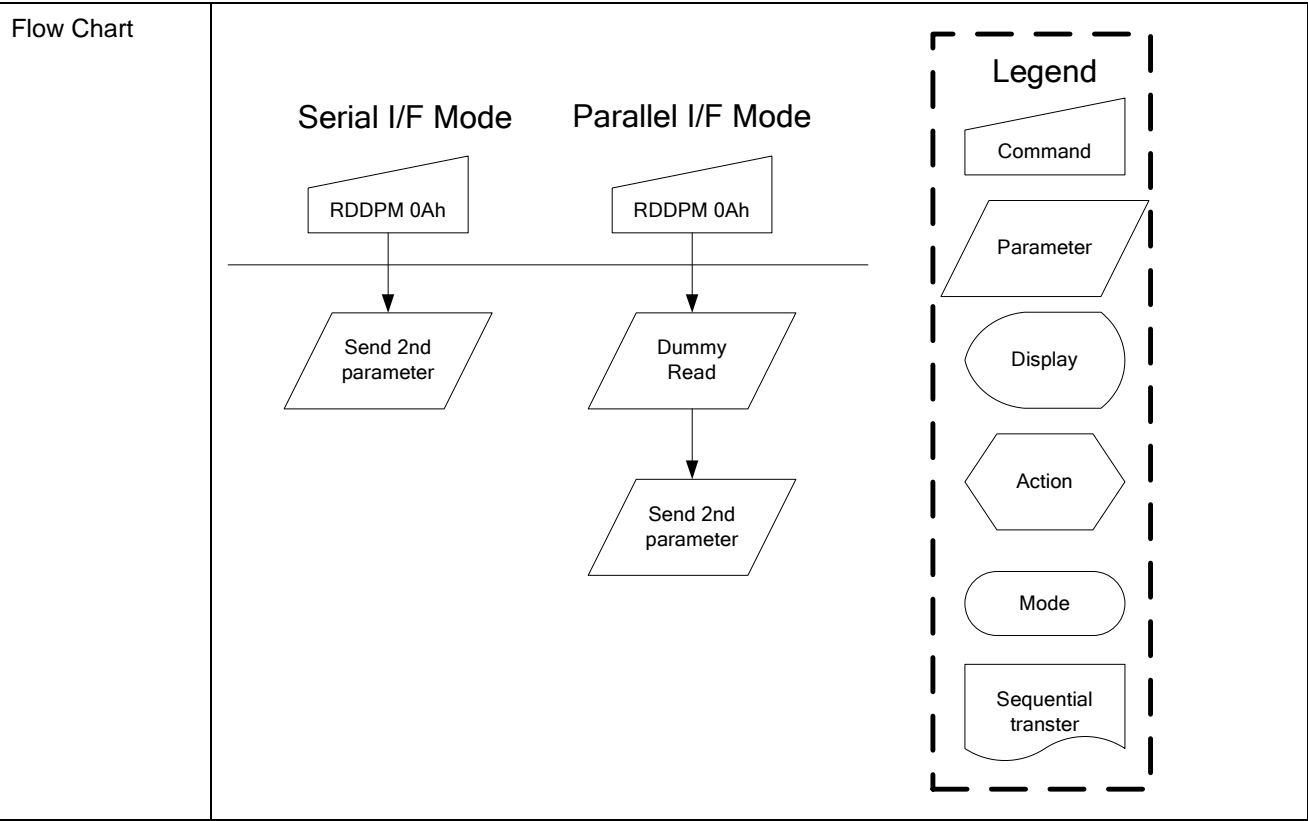 Flow Chart
Serial I/F Mode
Parallel I/F Mode
RDDPM 0Ah
RDDPM 0Ah
Send 2nd
parameter
Dummy
Read
Send 2nd
parameter
Legend
Command
Parameter
Display
Action
Mode
Sequential
transter